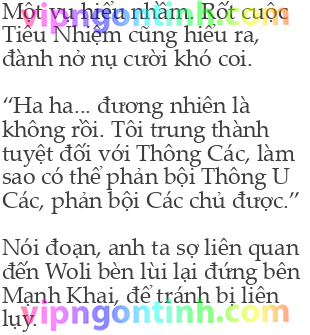 Một vụ hiểu nhầm. Rốt cuộc
Tiểu Nhiệm cũng hiểu ra,
đành nở nụ cười khó coi.
“Ha ha... đương nhiên là
không rồi. Tôi trung thành
tuyệt đối với Thông Các, làm
sao có thể phản bội Thông U
Các, phản bội Các chủ được.”
Nói đoạn, anh ta sợ liên quan
đến Woli bèn lùi lại đứng bên
Mạnh Khai, để tránh bị liên
lụy.
vipngontinh.com
vipngontinh.com